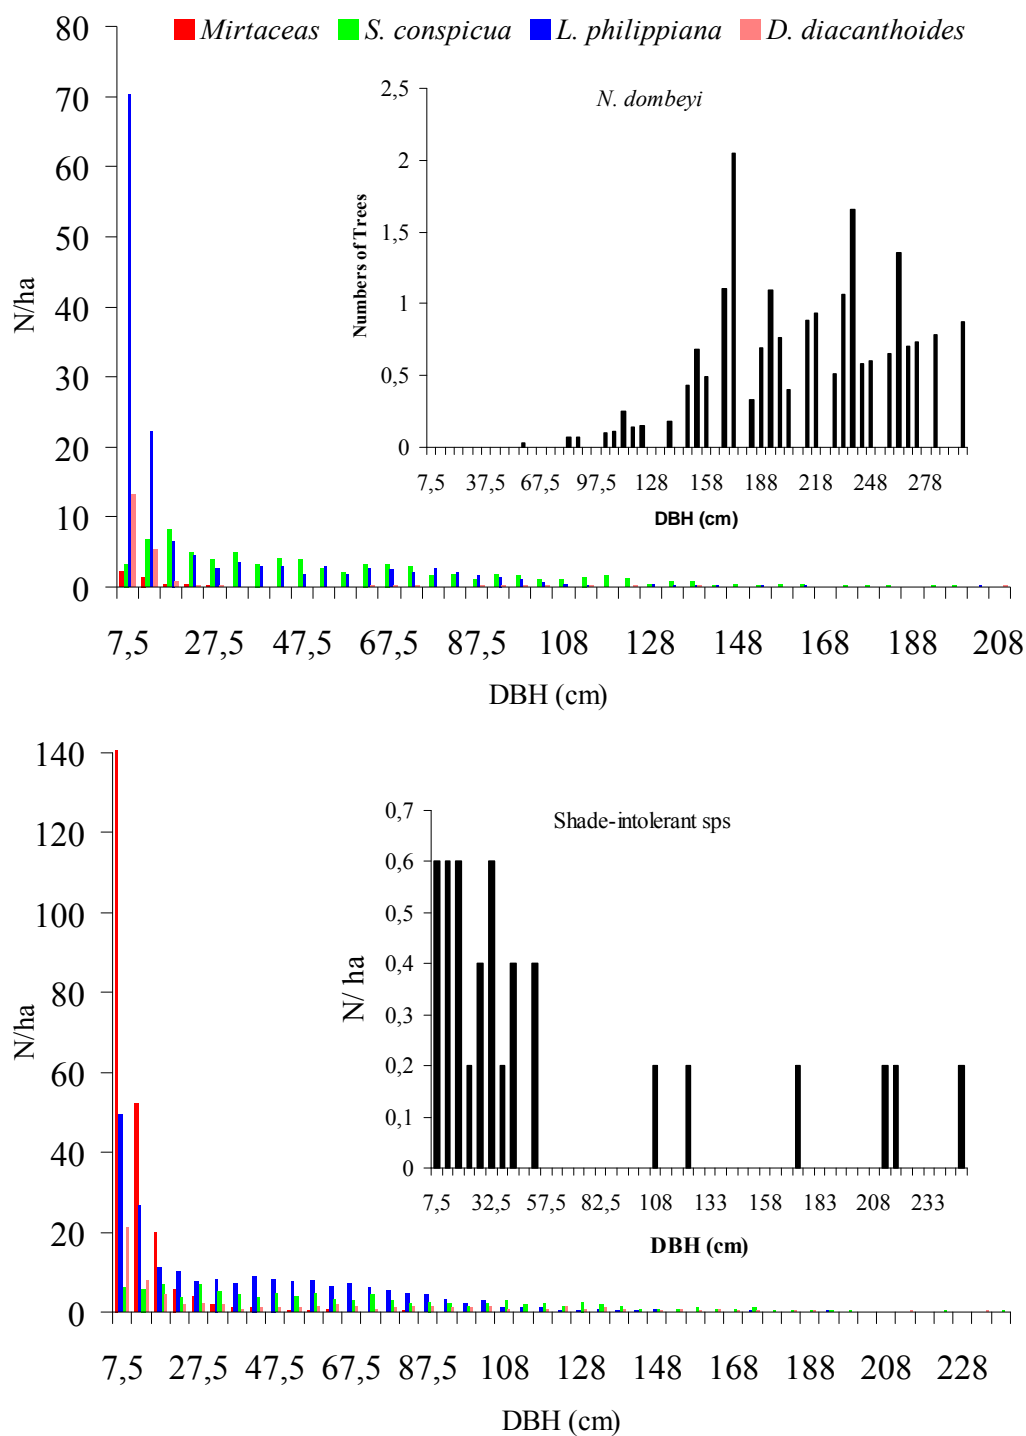 Mirtaceas S. conspicua L. philippiana D. diacanthoides
80
70
60
50
40
30
20
10
0
N/ha
7,5 27,5 47,5 67,5 87,5 108 128 148 168 188 208
DBH (cm)
N. dombeyi
2,5
2
1,5
1
0,5
0
Numbers of Trees
7,5 37,5 67,5 97,5 128 158 188 218 248 278
DBH (cm)
140
120
100
80
60
40
20
0
N/ha
7,5 27,5 47,5 67,5 87,5 108 128 148 168 188 208 228
DBH (cm)
Shade-intolerant sps
0,7
0,6
0,5
0,4
0,3
0,2
0,1
0
N/ ha
7,5 32,5 57,5 82,5 108 133 158 183 208 233
DBH (cm)